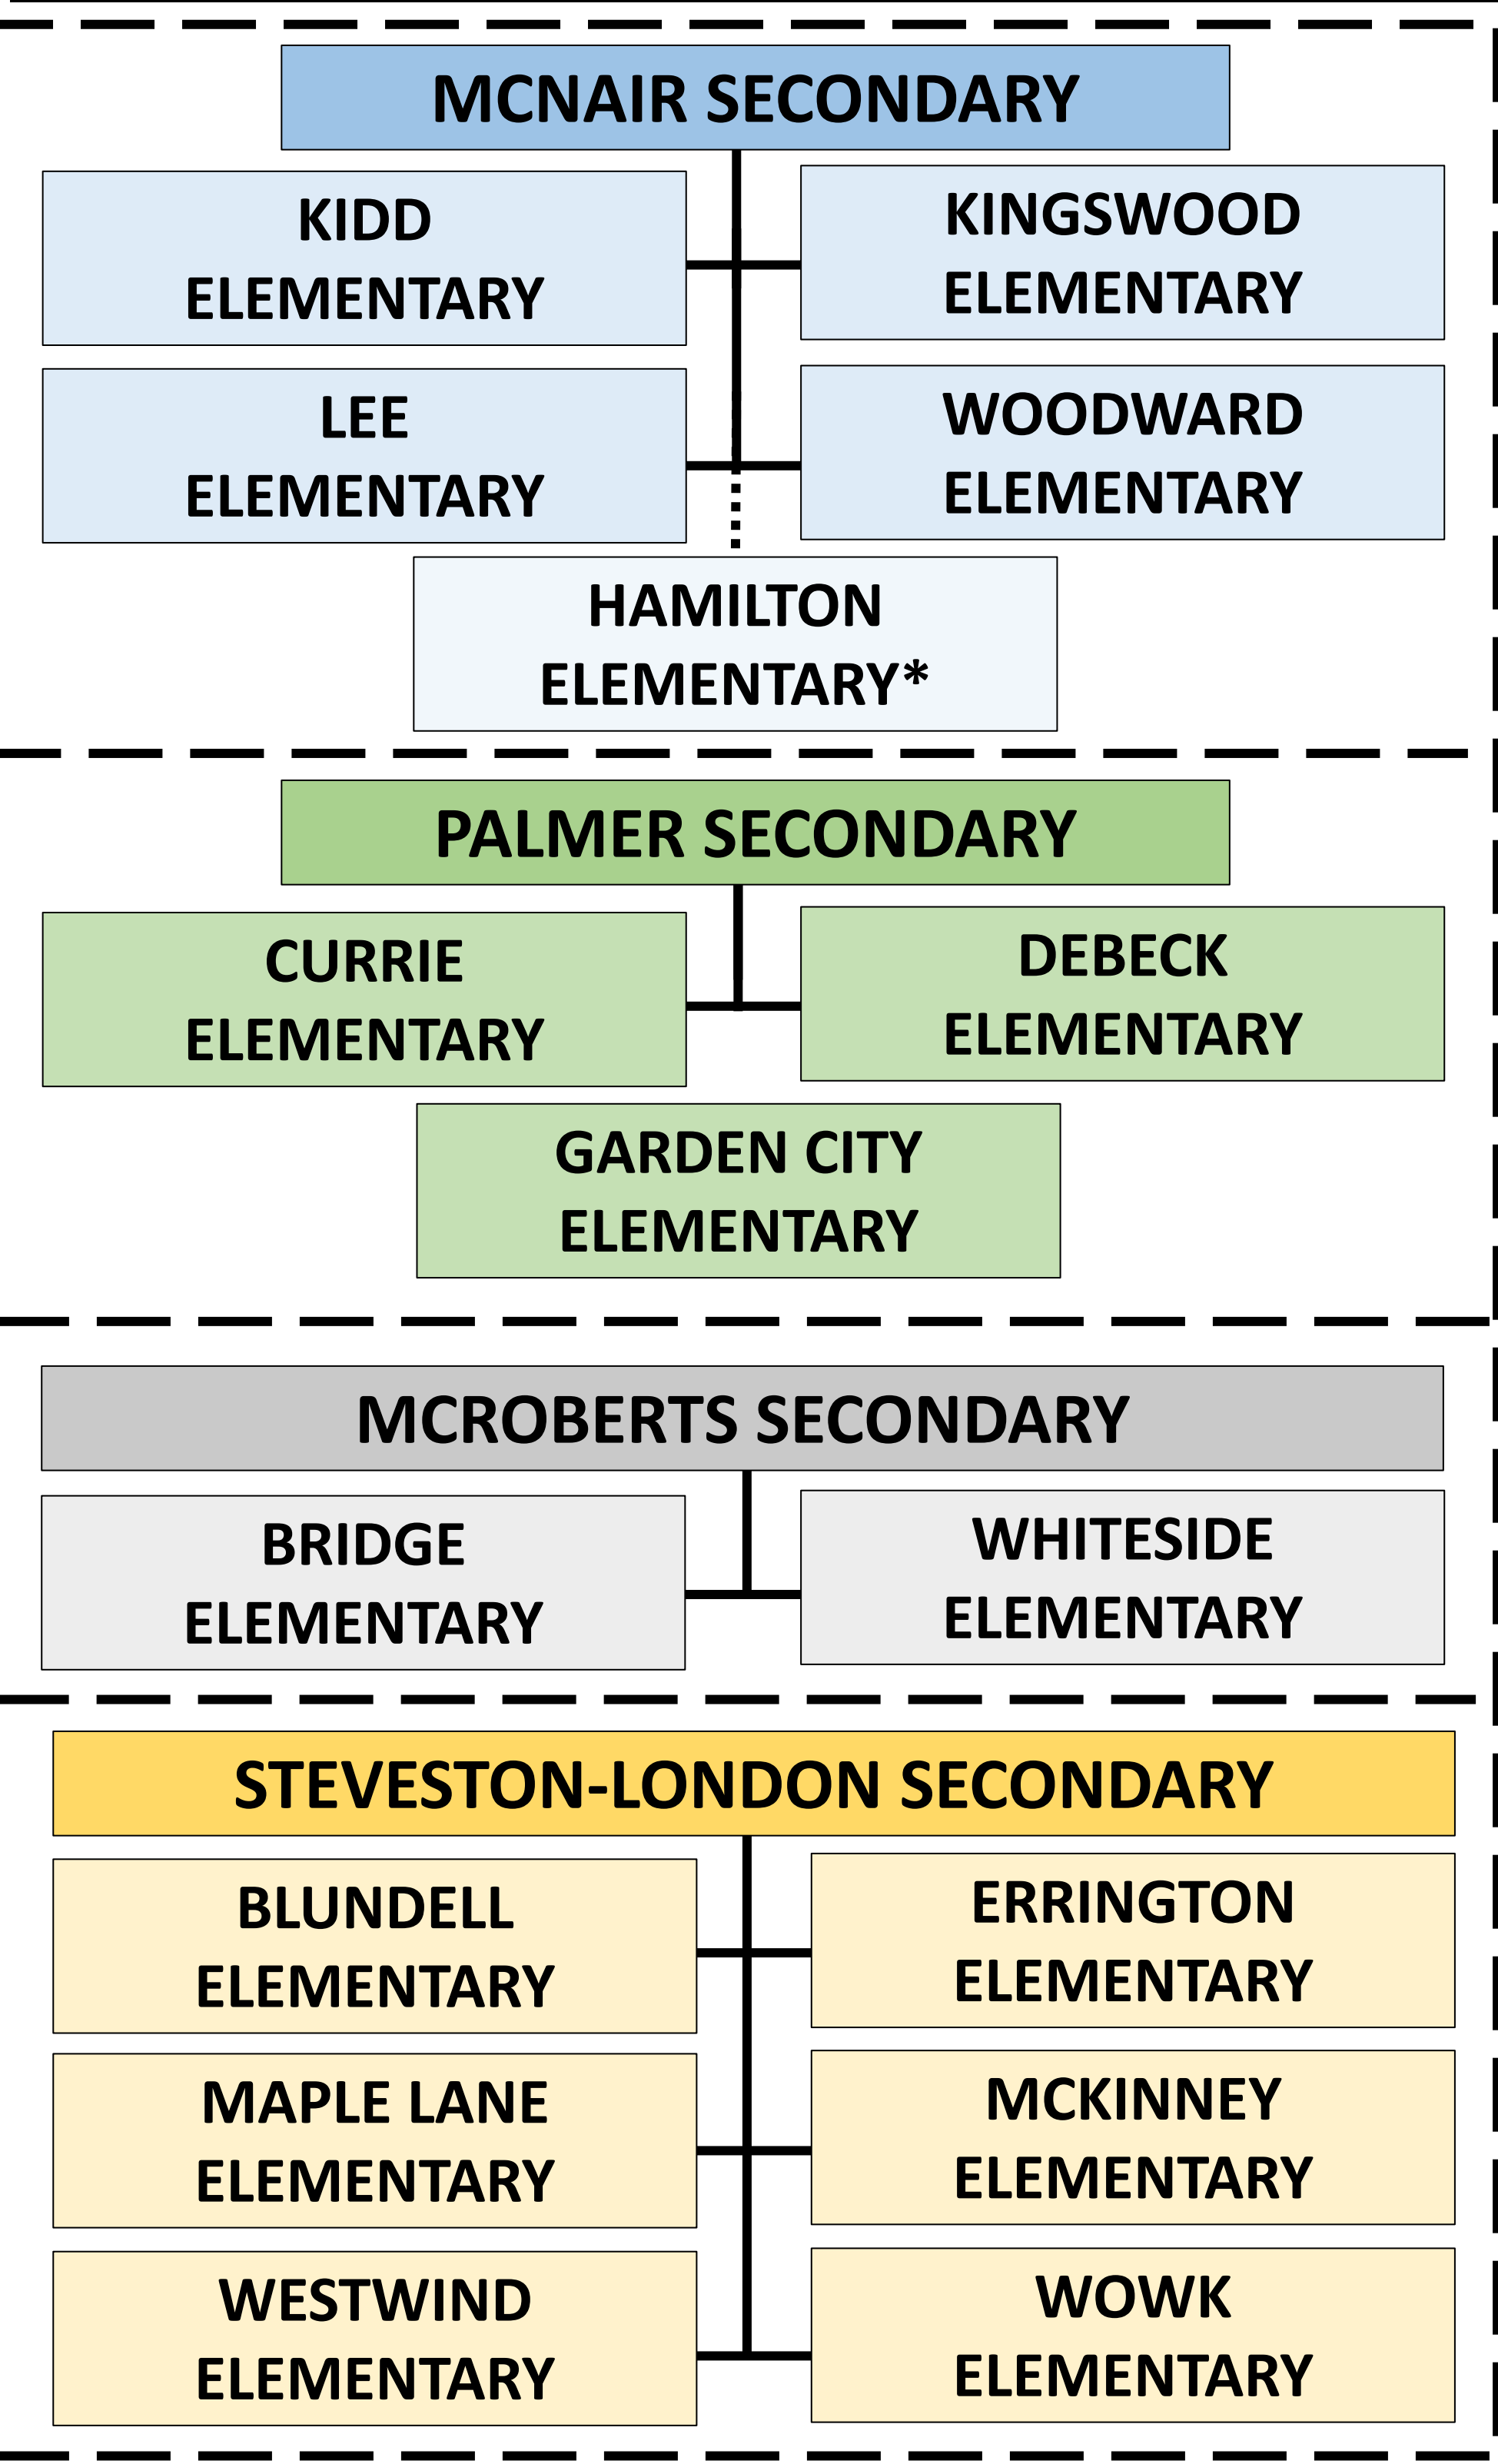 MCNAIR SECONDARY
KIDD
ELEMENTARY
KINGSWOOD
ELEMENTARY
LEE
ELEMENTARY
WOODWARD
ELEMENTARY
HAMILTON
ELEMENTARY*
PALMER SECONDARY
CURRIE
ELEMENTARY
DEBECK
ELEMENTARY
GARDEN CITY
ELEMENTARY
MCROBERTS SECONDARY
BRIDGE
ELEMENTARY
WHITESIDE
ELEMENTARY
STEVESTON-LONDON SECONDARY
BLUNDELL
ELEMENTARY
ERRINGTON
ELEMENTARY
MAPLE LANE
ELEMENTARY
MCKINNEY
ELEMENTARY
WESTWIND
ELEMENTARY
WOWK
ELEMENTARY